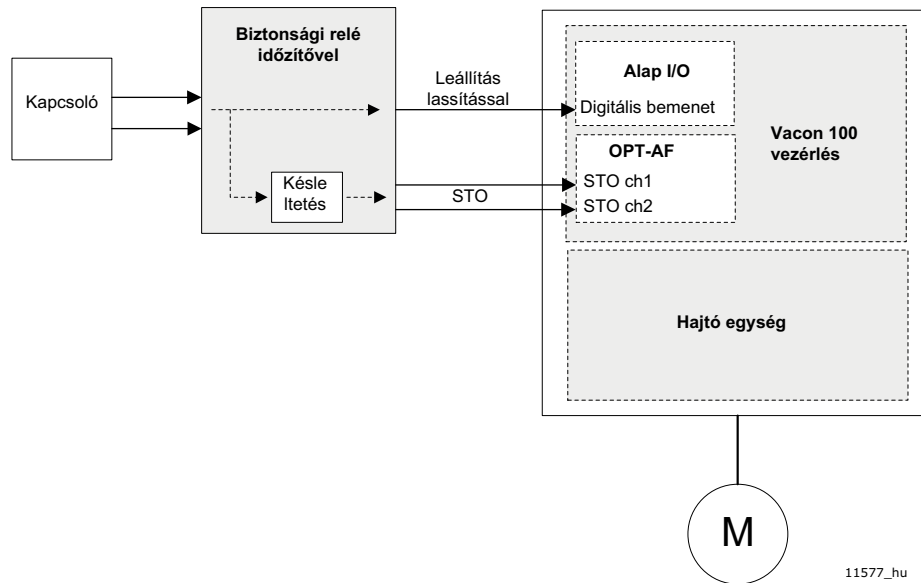 Kapcsoló
Biztonsági relé
időzítővel
Késle
ltetés
Leállítás
lassítással
STO
Alap I/O
Digitális bemenet
OPT-AF
STO ch1
STO ch2
Vacon 100
vezérlés
Hajtó egység
M
11577_hu